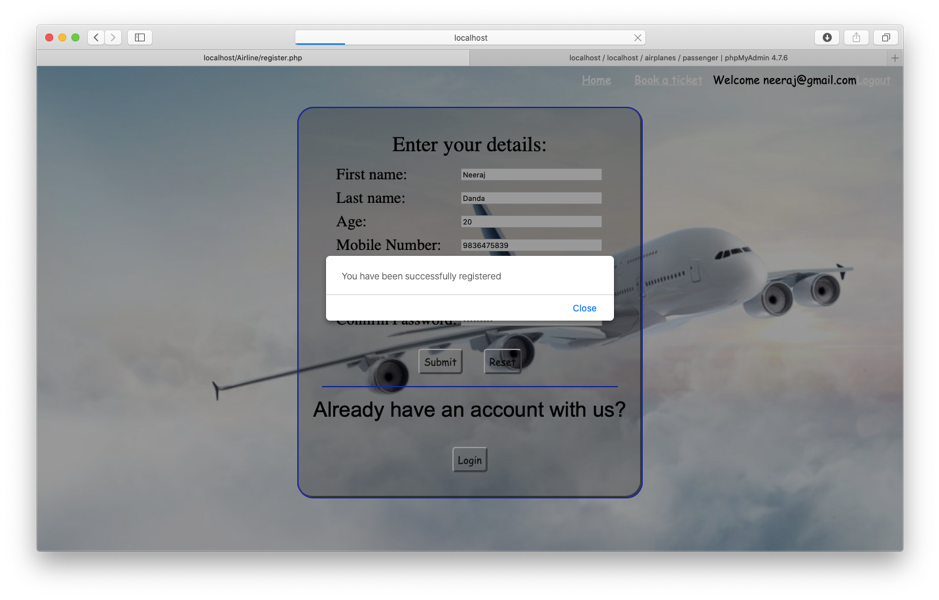 localhost
localhost/Airline/register.php
localhost / localhost / airplanes / passenger | phpMyAdmin 4.7.6
Home Book a ticket Welcome neeraj@gmail.com Logout
Enter your details:
First name: Neeraj
Last name: Danda
Age: 20
Mobile Number: 9836475839
You have been successfully registered
Close
Confirm Password:
Submit Reset
Already have an account with us?
Login